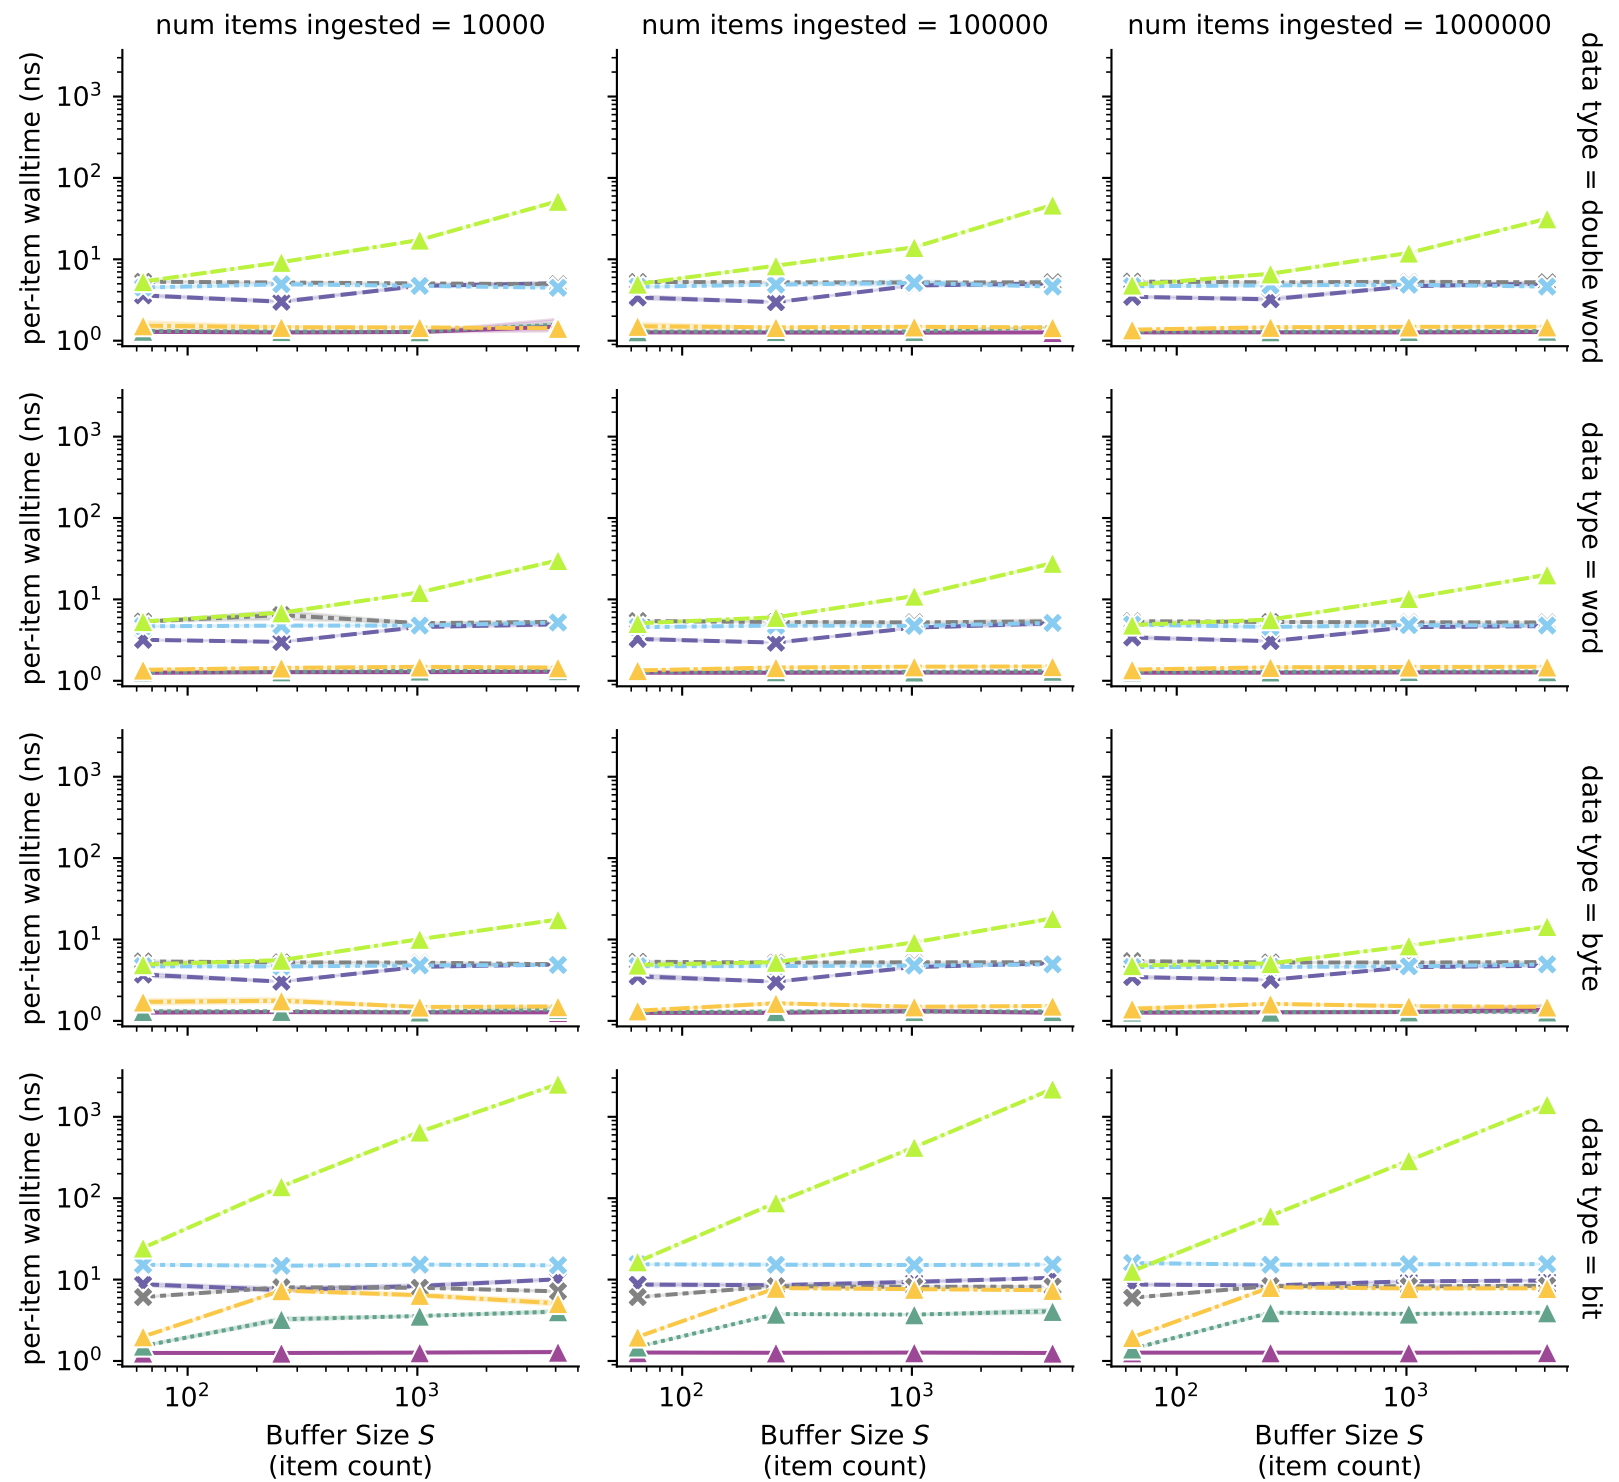 num items ingested = 10000
num items ingested = 100000
num items ingested = 1000000
per-item walltime (ns)
10³
10²
10¹
10⁰
data type = double word
per-item walltime (ns)
10³
10²
10¹
10⁰
data type = word
per-item walltime (ns)
10³
10²
10¹
10⁰
data type = byte
per-item walltime (ns)
10³
10²
10¹
10⁰
data type = bit
10² 10³
10² 10³
10² 10³
Buffer Size S
(item count)
Buffer Size S
(item count)
Buffer Size S
(item count)